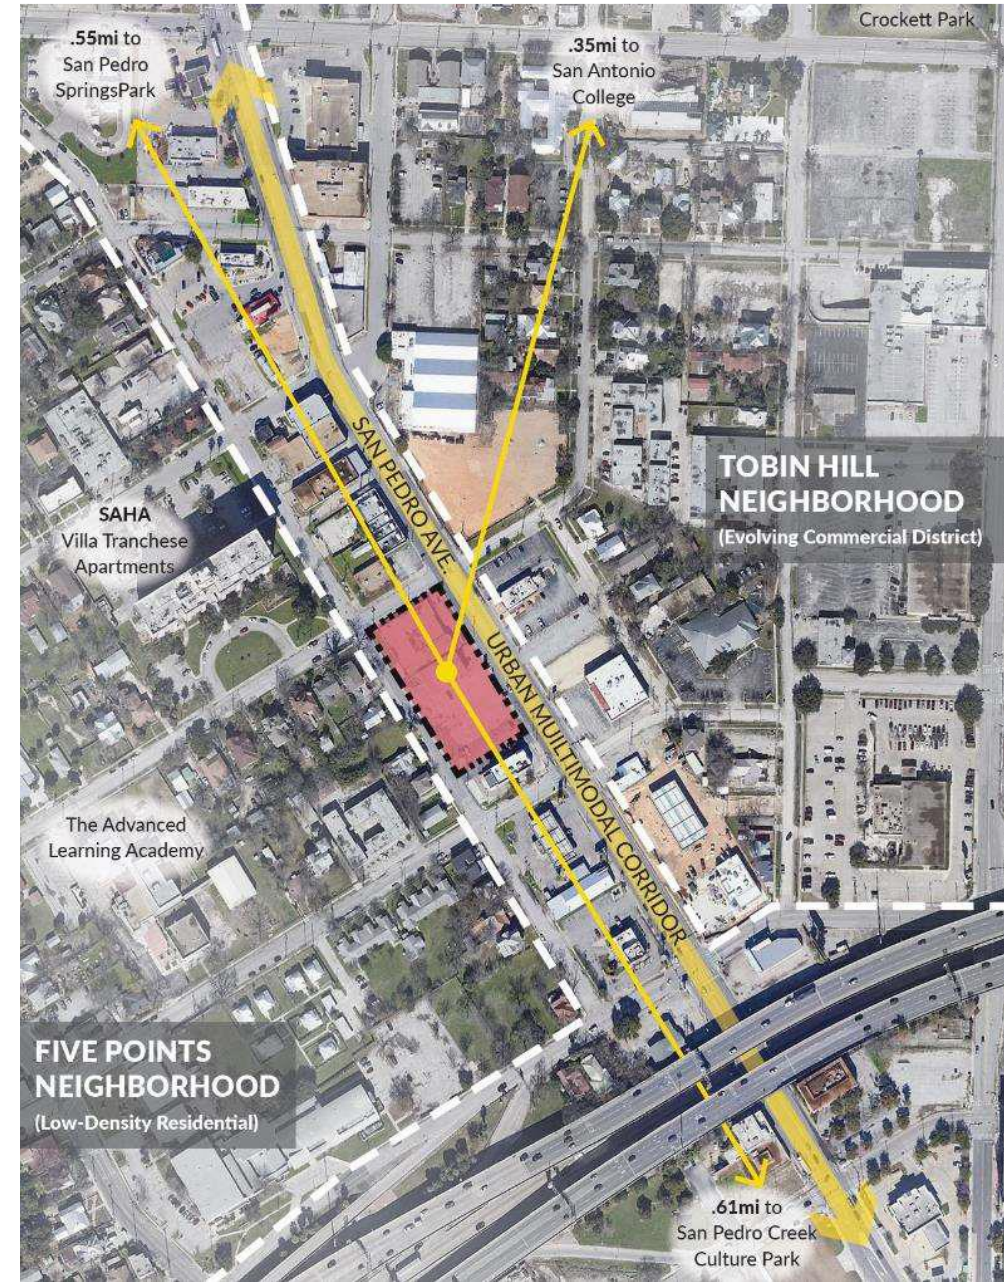 Crockett Park
.55mi to
San Pedro
SpringsPark
.35mi to
San Antonio
College
TOBIN HILL
NEIGHBORHOOD
(Evolving Commercial District)
SAN PEDRO AVE.
SAHA
Villa Tranchese
Apartments
URBAN MUILTIMODAL CORRIDOR
The Advanced
Learning Academy
FIVE POINTS
NEIGHBORHOOD
(Low-Density Residential)
.61mi to
San Pedro Creek
Culture Park